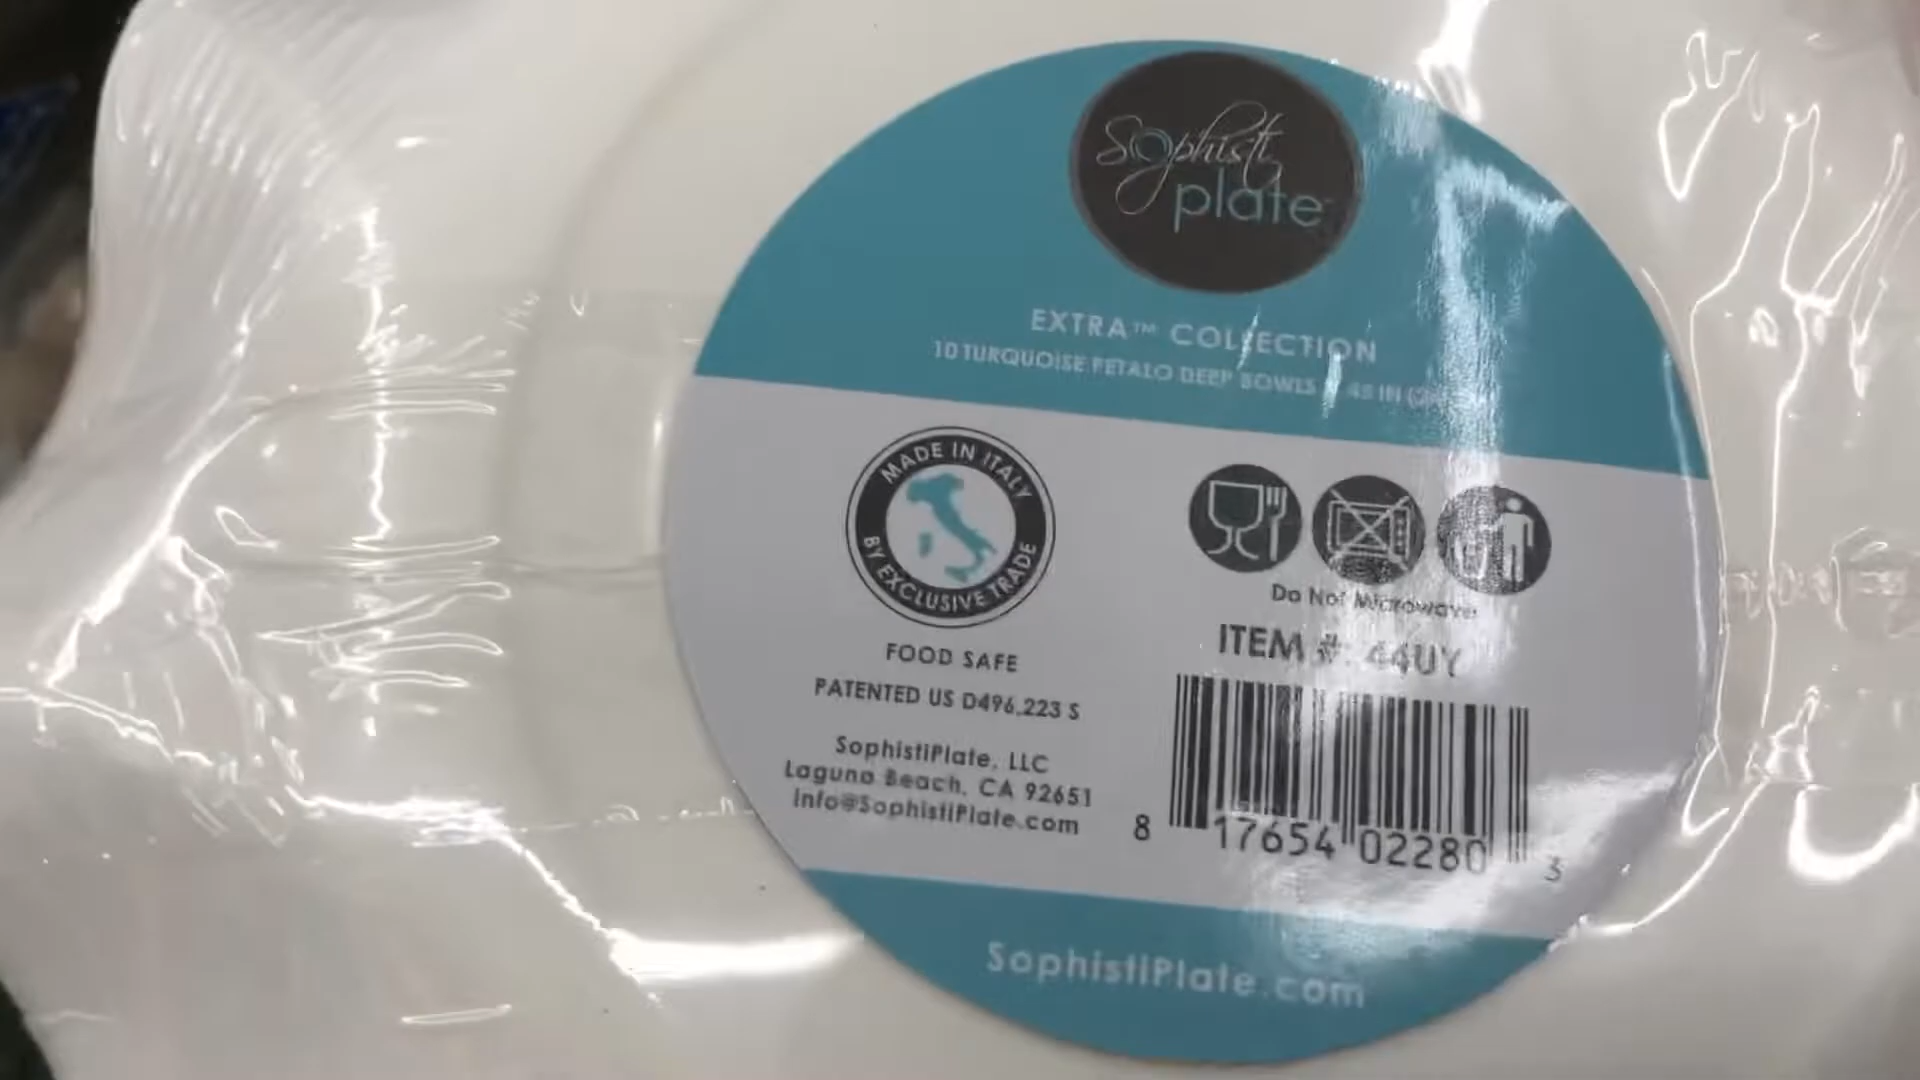 Sophisti
plate
EXTRA™ COLLECTION
10 TURQUOISE PETALO DEEP BOWLS
MADE IN ITALY
BY EXCLUSIVE TRADE
FOOD SAFE
PATENTED US D496,223 S
SophistiPlate, LLC
Laguna Beach, CA 92651
Info@SophistiPlate.com
Do Not Microwave
ITEM #: 44UY
8 17654 02280 3
SophistiPlate.com